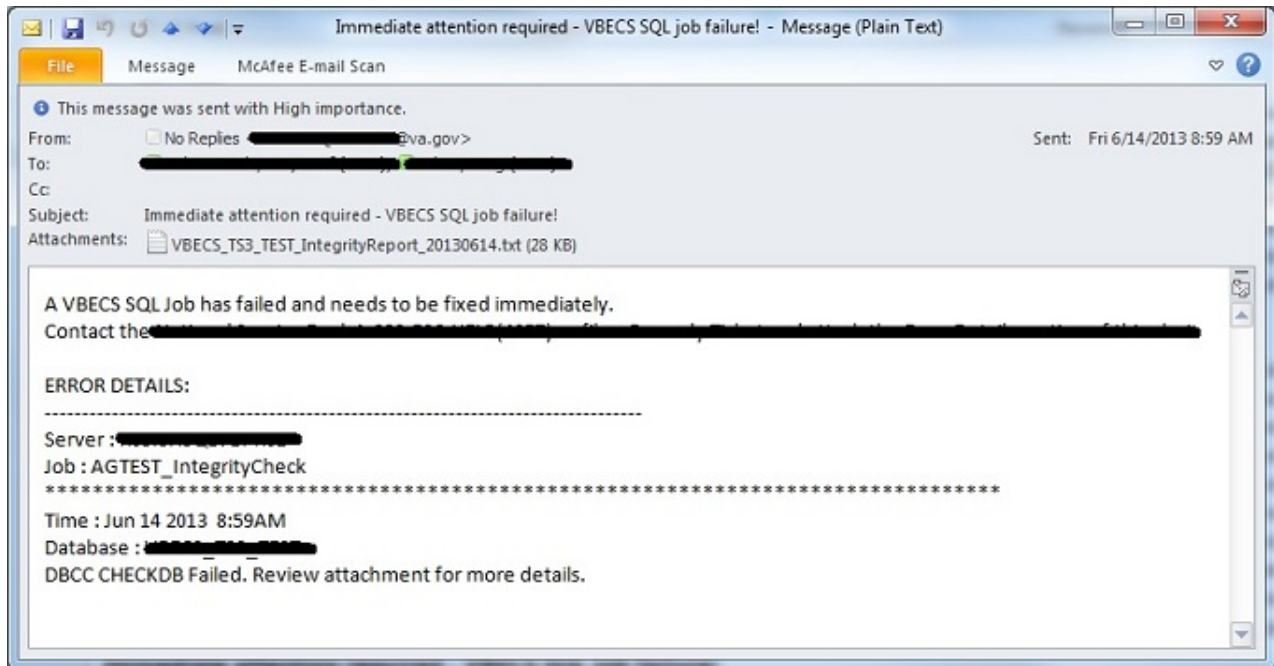 Immediate attention required - VBECS SQL job failure! - Message (Plain Text)
File Message McAfee E-mail Scan
This message was sent with High importance.
From: No Replies @va.gov> Sent: Fri 6/14/2013 8:59 AM
To:
Cc:
Subject: Immediate attention required - VBECS SQL job failure!
Attachments: VBECS_TS3_TEST_IntegrityReport_20130614.txt (28 KB)
A VBECS SQL Job has failed and needs to be fixed immediately.
Contact the
ERROR DETAILS:
--------------------------------------------------------------------------------
Server :
Job : AGTEST_IntegrityCheck
********************************************************************************
Time : Jun 14 2013 8:59AM
Database :
DBCC CHECKDB Failed. Review attachment for more details.